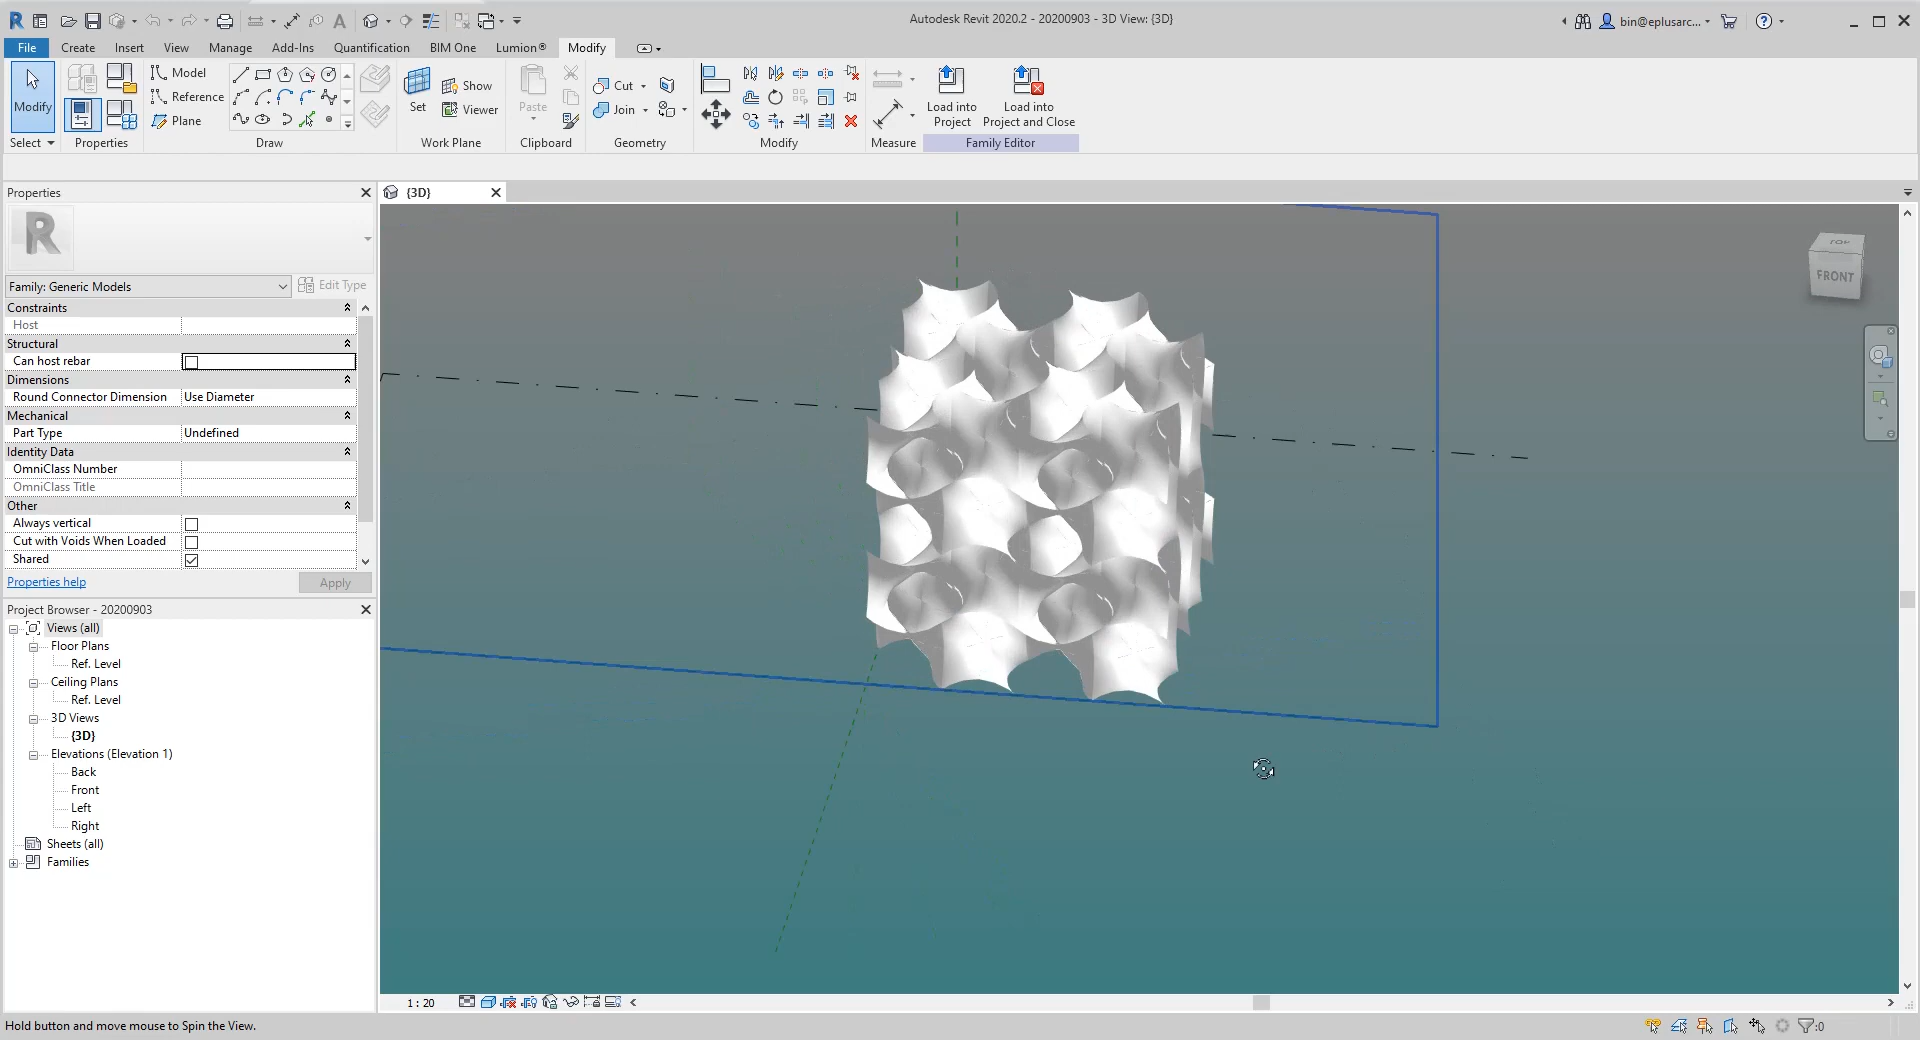 Autodesk Revit 2020.2 - 20200903 - 3D View: {3D}
bin@eplusarc...
File Create Insert View Manage Add-Ins Quantification BIM One Lumion® Modify
Modify
Select
Properties
Model
Reference
Plane
Draw
Set
Show
Viewer
Work Plane
Paste
Clipboard
Cut
Join
Geometry
Modify
Measure
Load into Project
Load into Project and Close
Family Editor
Properties
{3D}
R
Family: Generic Models
Edit Type
Constraints
Host
Structural
Can host rebar
Dimensions
Round Connector Dimension Use Diameter
Mechanical
Part Type Undefined
Identity Data
OmniClass Number
OmniClass Title
Other
Always vertical
Cut with Voids When Loaded
Shared
Properties help
Apply
Project Browser - 20200903
Views (all)
Floor Plans
Ref. Level
Ceiling Plans
Ref. Level
3D Views
{3D}
Elevations (Elevation 1)
Back
Front
Left
Right
Sheets (all)
Families
TOP
FRONT
1 : 20
Hold button and move mouse to Spin the View.
:0